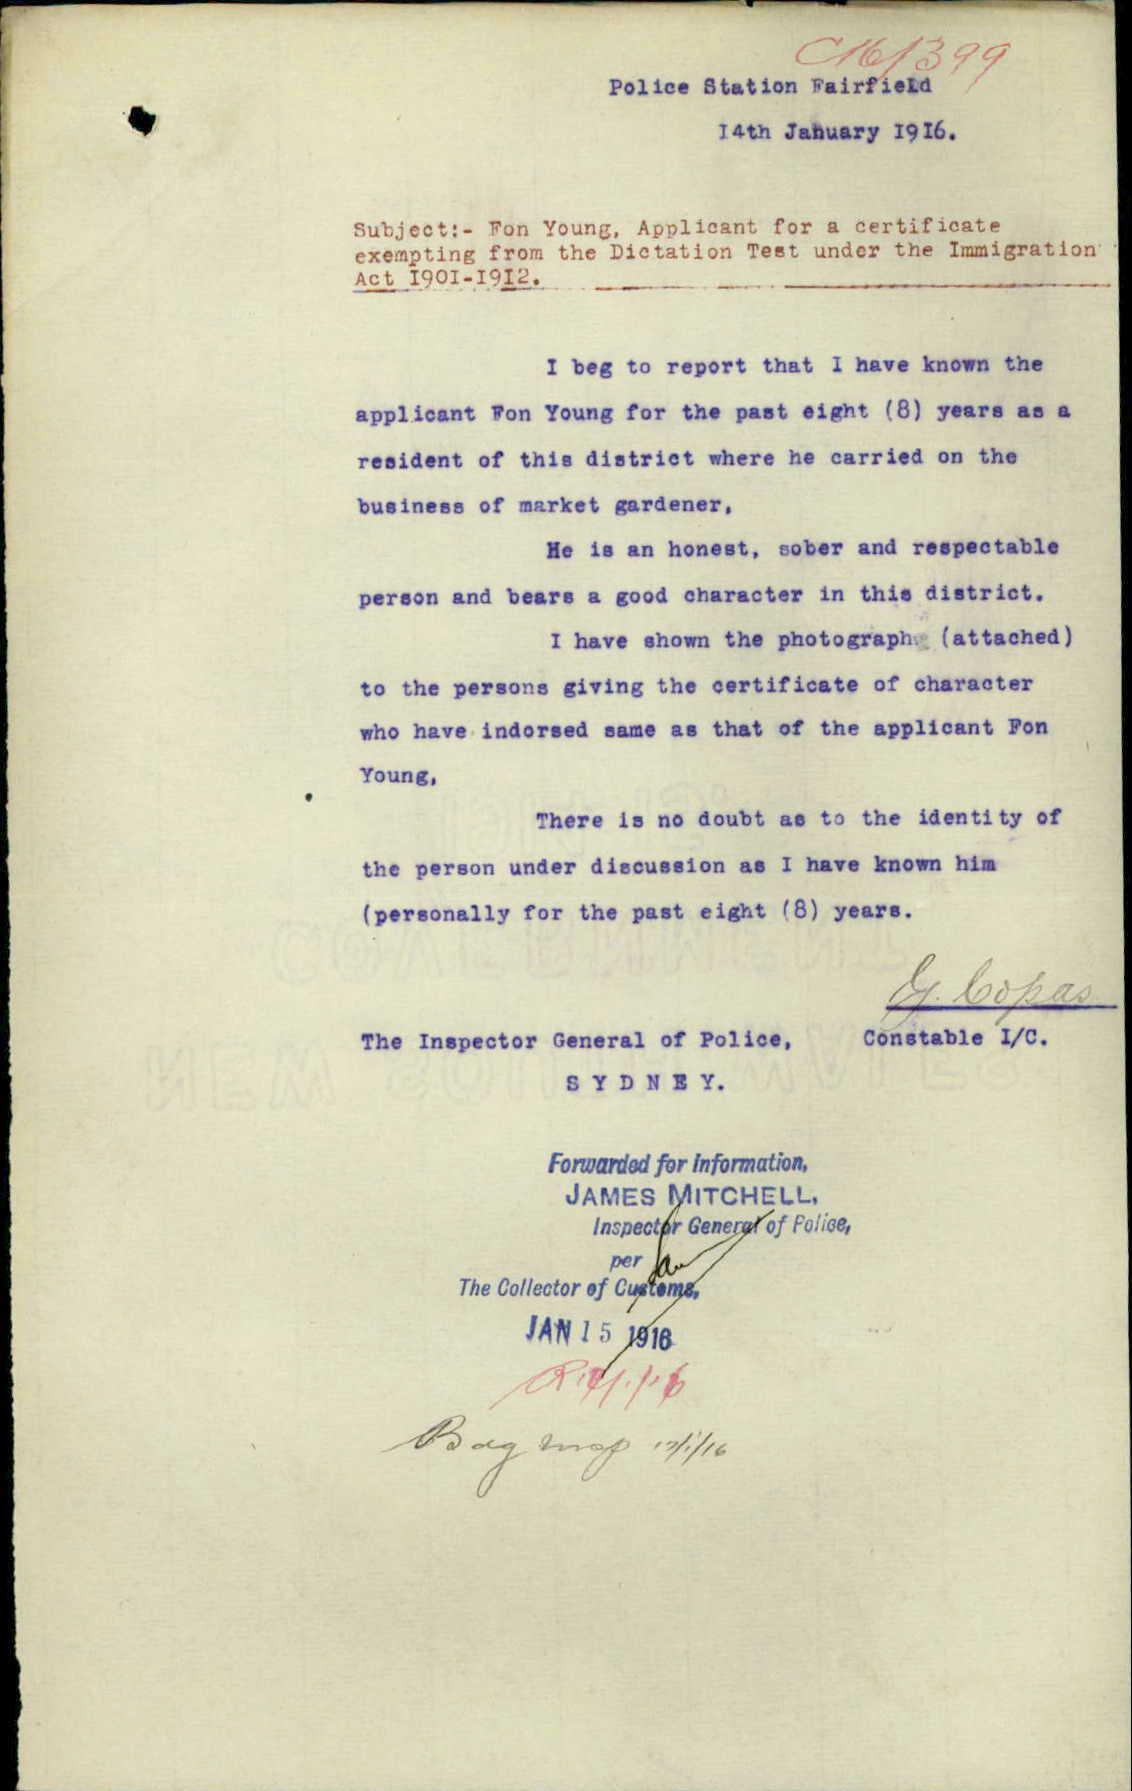 C16/399
Police Station Fairfield
14th January 1916.
Subject:- Fon Young, Applicant for a certificate
exempting from the Dictation Test under the Immigration
Act 1901-1912.
I beg to report that I have known the
applicant Fon Young for the past eight (8) years as a
resident of this district where he carried on the
business of market gardener,
He is an honest, sober and respectable
person and bears a good character in this district.
I have shown the photograph (attached)
to the persons giving the certificate of character
who have indorsed same as that of the applicant Fon
Young,
There is no doubt as to the identity of
the person under discussion as I have known him
(personally for the past eight (8) years.
G. Copas
The Inspector General of Police, Constable I/C.
S Y D N E Y.
Forwarded for Information,
JAMES MITCHELL,
Inspector General of Police,
per
The Collector of Customs,
JAN 15 1916
17/1/16
NEW SOUTH WALES
GOVERNMENT